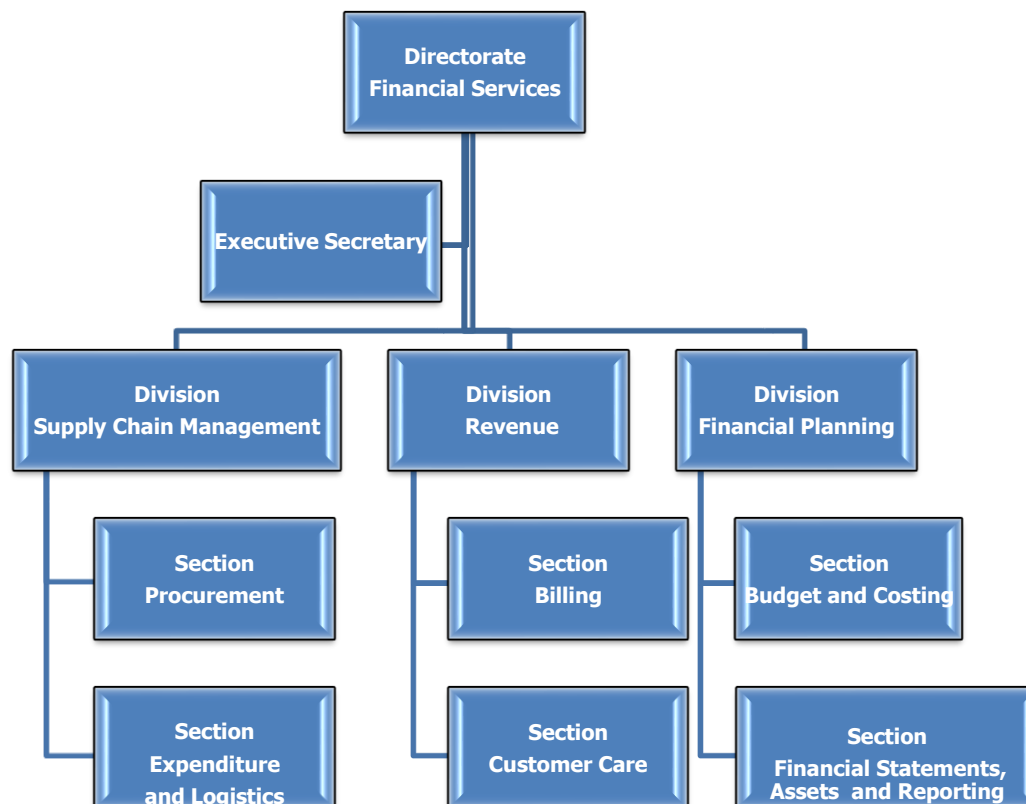 Directorate
Financial Services
Executive Secretary
Division
Supply Chain Management
Division
Revenue
Division
Financial Planning
Section
Procurement
Section
Billing
Section
Budget and Costing
Section
Expenditure
and Logistics
Section
Customer Care
Section
Financial Statements,
Assets and Reporting